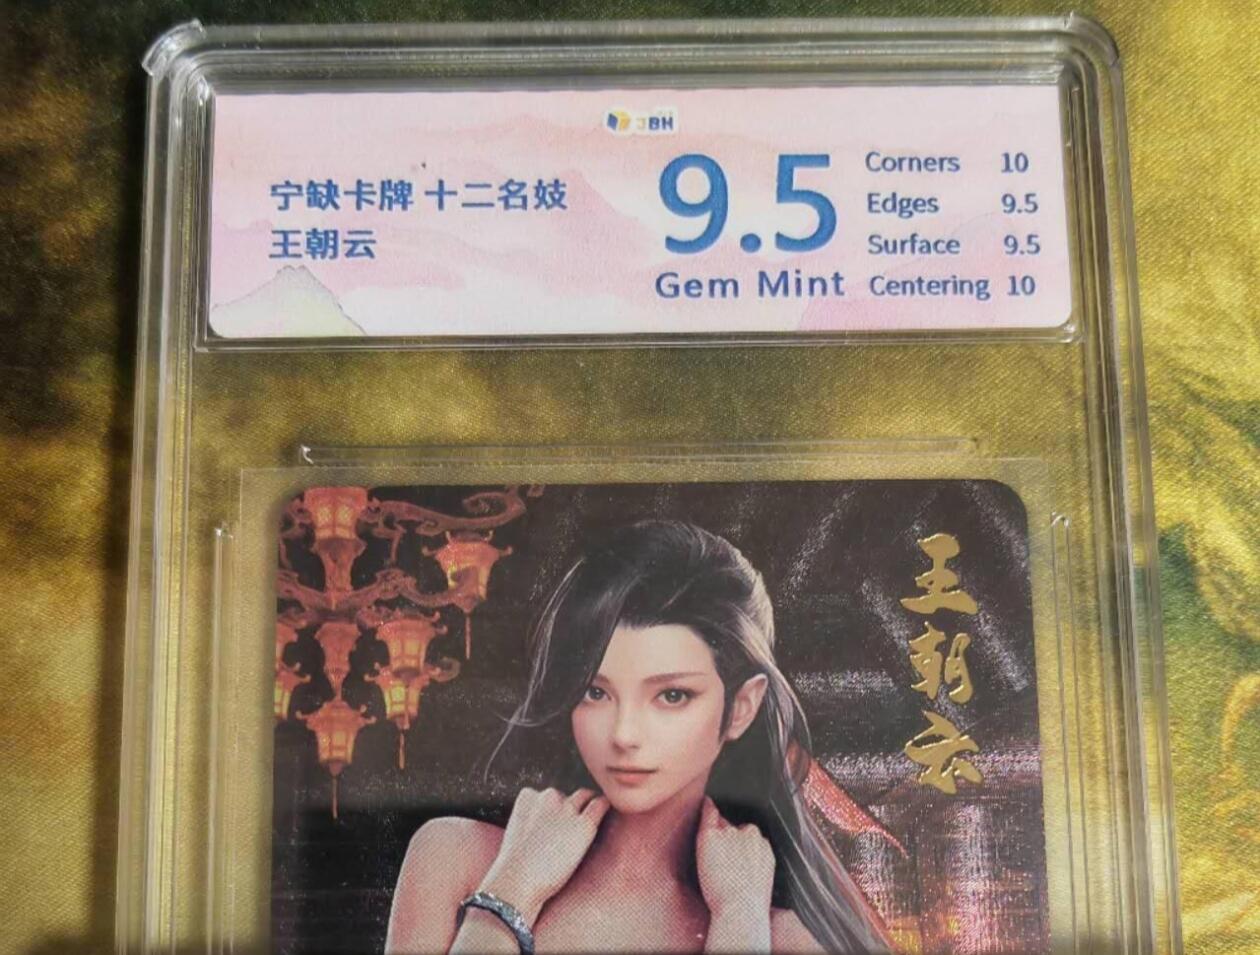 JBH
宁缺卡牌 十二名妓
王朝云
9.5
Gem Mint
Corners 10
Edges 9.5
Surface 9.5
Centering 10
王朝云